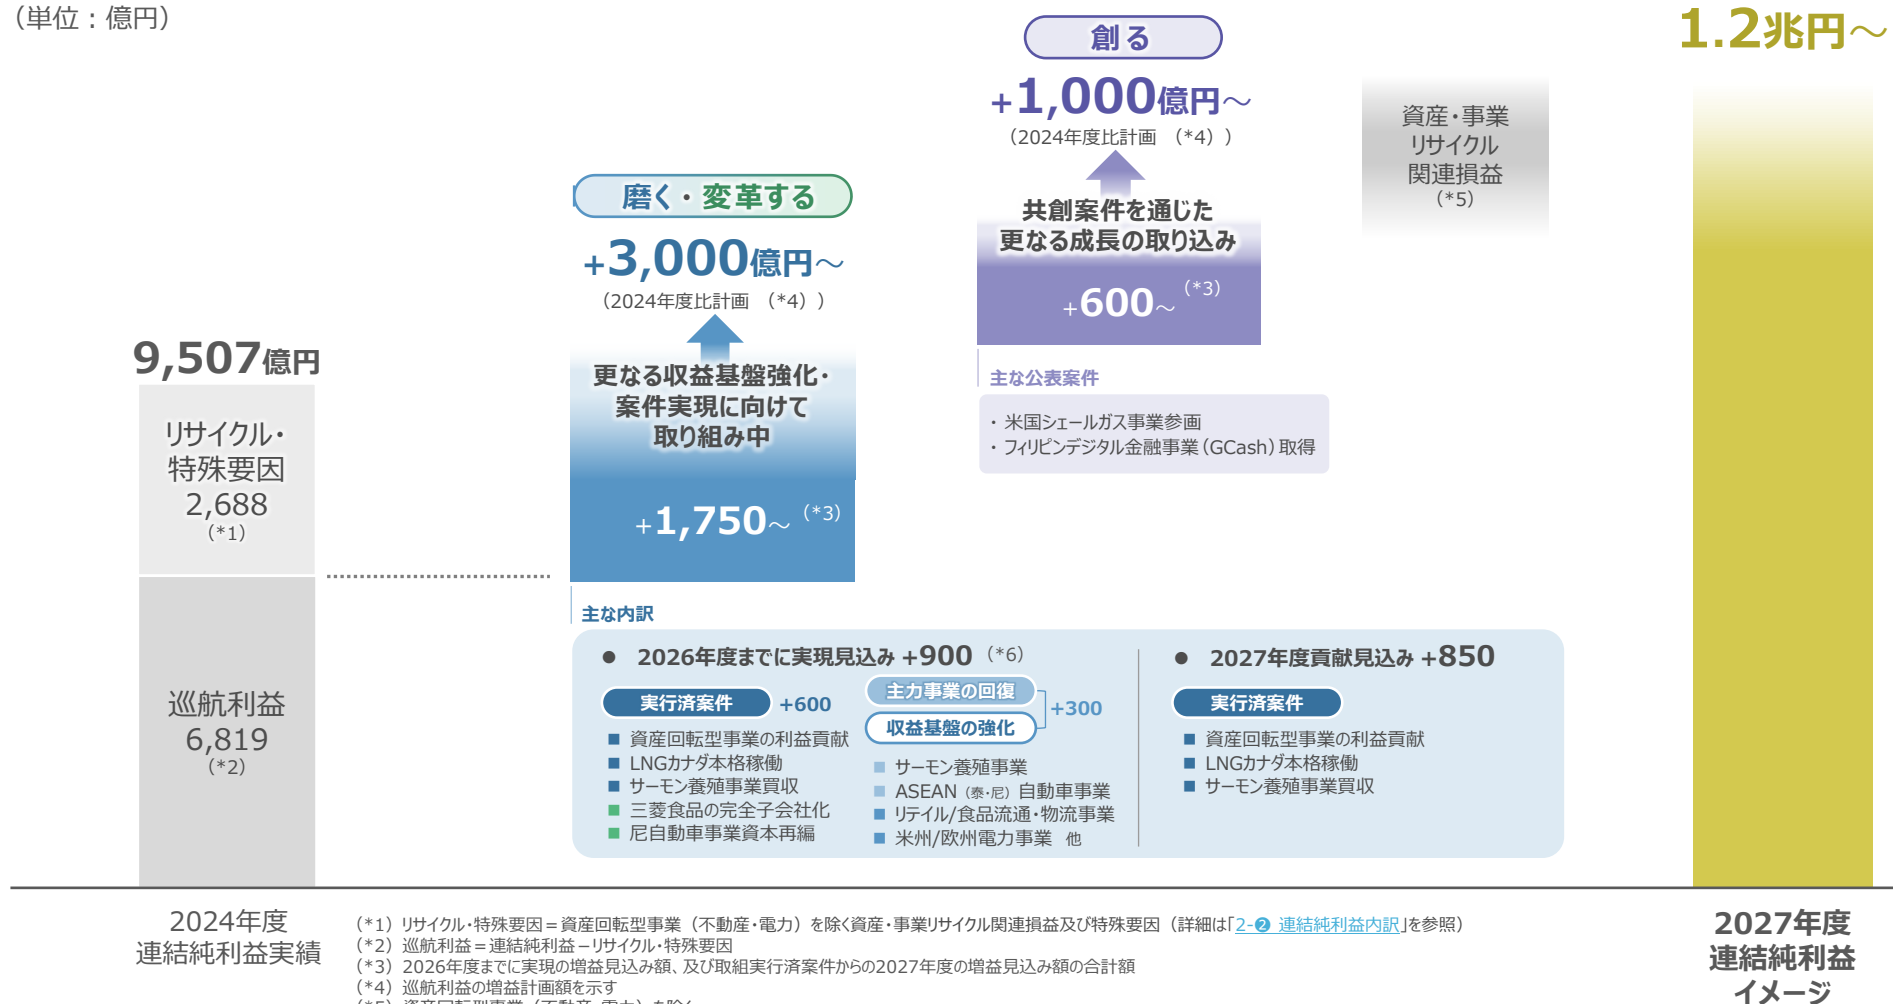 （単位：億円）
9,507億円
リサイクル・
特殊要因
2,688
（*1）
巡航利益
6,819
（*2）
2024年度
連結純利益実績
磨く・変革する
+3,000億円～
（2024年度比計画 （*4））
更なる収益基盤強化・
案件実現に向けて
取り組み中
+1,750～（*3）
創る
+1,000億円～
（2024年度比計画 （*4））
共創案件を通じた
更なる成長の取り込み
+600～（*3）
主な公表案件
・ 米国シェールガス事業参画
・ フィリピンデジタル金融事業（GCash）取得
資産・事業
リサイクル
関連損益
（*5）
1.2兆円～
主な内訳
● 2026年度までに実現見込み +900（*6）
実行済案件 +600
■ 資産回転型事業の利益貢献
■ LNGカナダ本格稼働
■ サーモン養殖事業買収
■ 三菱食品の完全子会社化
■ 尼自動車事業資本再編
主力事業の回復
収益基盤の強化
+300
■ サーモン養殖事業
■ ASEAN（泰・尼）自動車事業
■ リテイル/食品流通・物流事業
■ 米州/欧州電力事業 他
● 2027年度貢献見込み +850
実行済案件
■ 資産回転型事業の利益貢献
■ LNGカナダ本格稼働
■ サーモン養殖事業買収
2027年度
連結純利益
イメージ
（*1）リサイクル・特殊要因＝資産回転型事業（不動産・電力）を除く資産・事業リサイクル関連損益及び特殊要因（詳細は「2-❷ 連結純利益内訳」を参照）
（*2）巡航利益＝連結純利益－リサイクル・特殊要因
（*3）2026年度までに実現の増益見込み額、及び取組実行済案件からの2027年度の増益見込み額の合計額
（*4）巡航利益の増益計画額を示す
（*5）資産回転型事業（不動産・電力）を除く